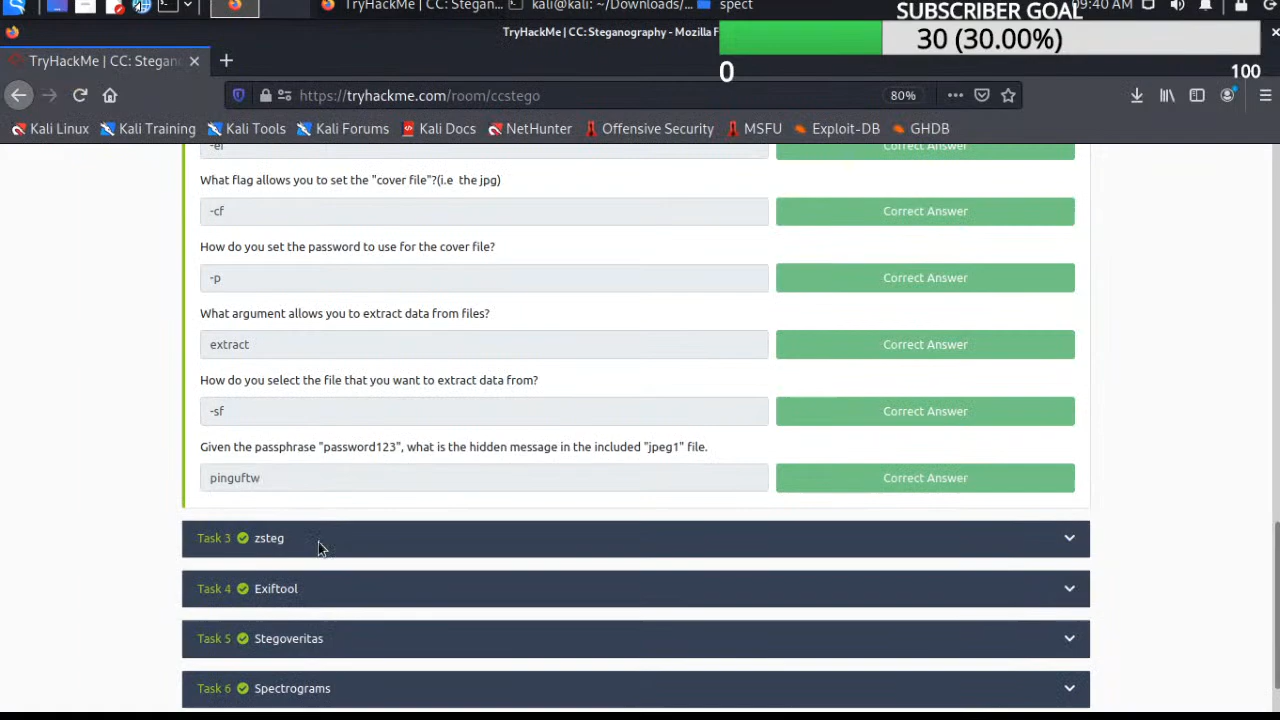 TryHackMe | CC: Stegan...
kali@kali: ~/Downloads/...
spect
09:40 AM
SUBSCRIBER GOAL
TryHackMe | CC: Steganography - Mozilla F
30 (30.00%)
0
100
TryHackMe | CC: Stegano
https://tryhackme.com/room/ccstego
80%
Kali Linux
Kali Training
Kali Tools
Kali Forums
Kali Docs
NetHunter
Offensive Security
MSFU
Exploit-DB
GHDB
-ef
Correct Answer
What flag allows you to set the "cover file"?(i.e the jpg)
-cf
Correct Answer
How do you set the password to use for the cover file?
-p
Correct Answer
What argument allows you to extract data from files?
extract
Correct Answer
How do you select the file that you want to extract data from?
-sf
Correct Answer
Given the passphrase "password123", what is the hidden message in the included "jpeg1" file.
pinguftw
Correct Answer
Task 3 zsteg
Task 4 Exiftool
Task 5 Stegoveritas
Task 6 Spectrograms